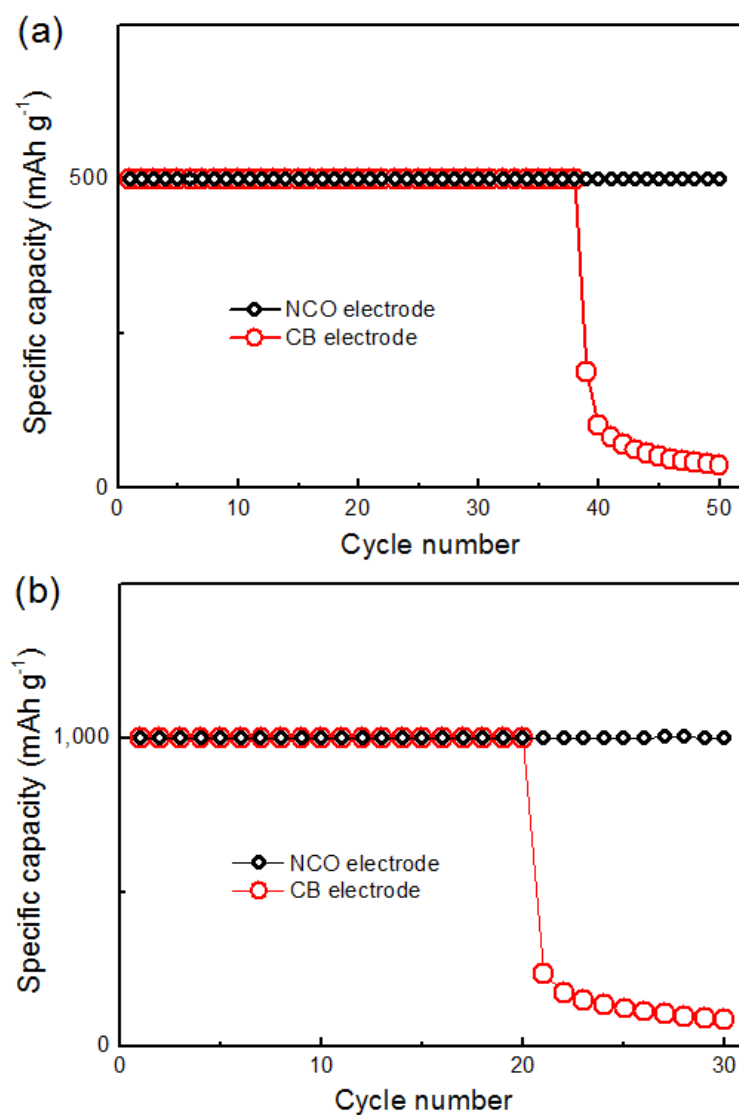 (a)
Specific capacity (mAh g⁻¹)
500
0
NCO electrode
CB electrode
0 10 20 30 40 50
Cycle number
(b)
Specific capacity (mAh g⁻¹)
1,000
0
NCO electrode
CB electrode
0 10 20 30
Cycle number